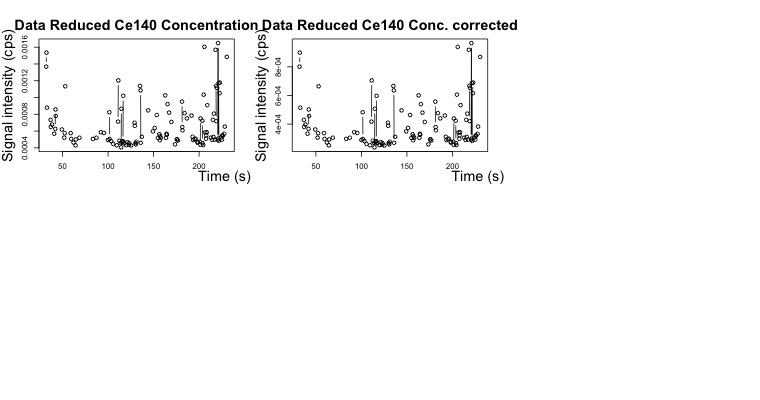 Data Reduced Ce140 Concentration
Data Reduced Ce140 Conc. corrected
Signal intensity (cps)
0.0004 0.0008 0.0012 0.0016
50 100 150 200
Time (s)
Signal intensity (cps)
4e-04 6e-04 8e-04
50 100 150 200
Time (s)